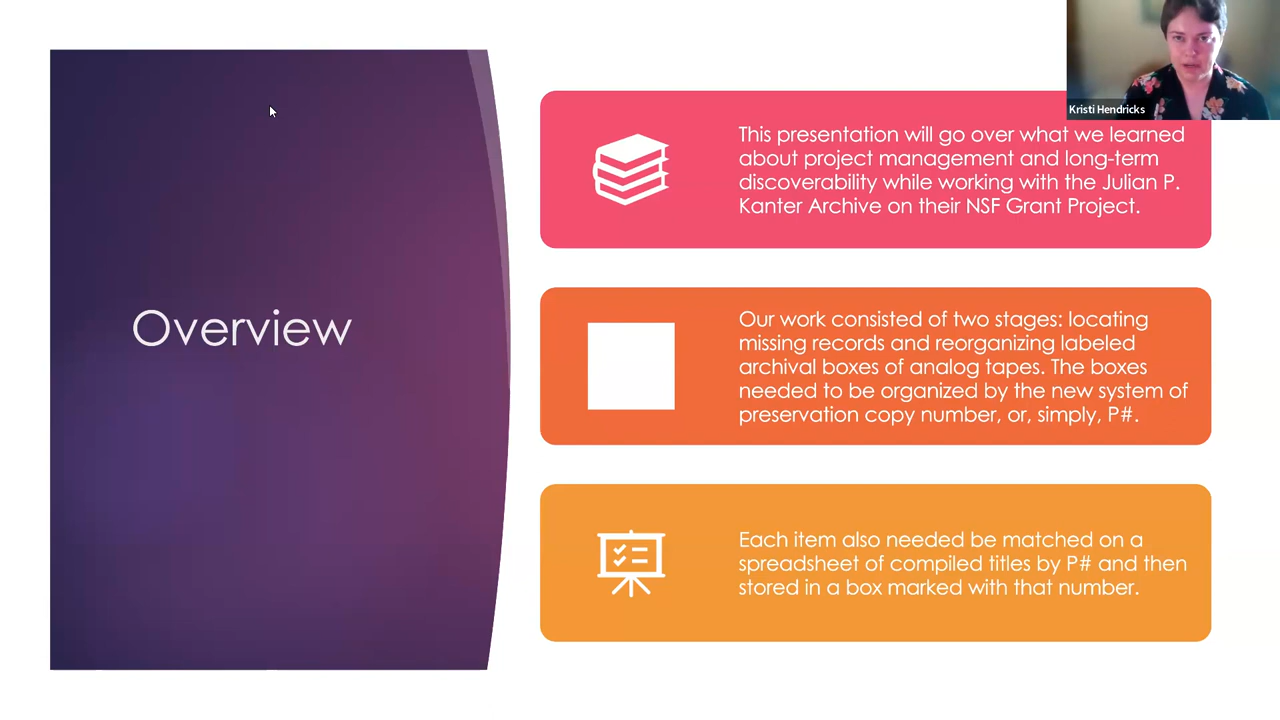 Kristi Hendricks
This presentation will go over what we learned
about project management and long-term
discoverability while working with the Julian P.
Kanter Archive on their NSF Grant Project.
Overview
Our work consisted of two stages: locating
missing records and reorganizing labeled
archival boxes of analog tapes. The boxes
needed to be organized by the new system of
preservation copy number, or, simply, P#.
Each item also needed be matched on a
spreadsheet of compiled titles by P# and then
stored in a box marked with that number.